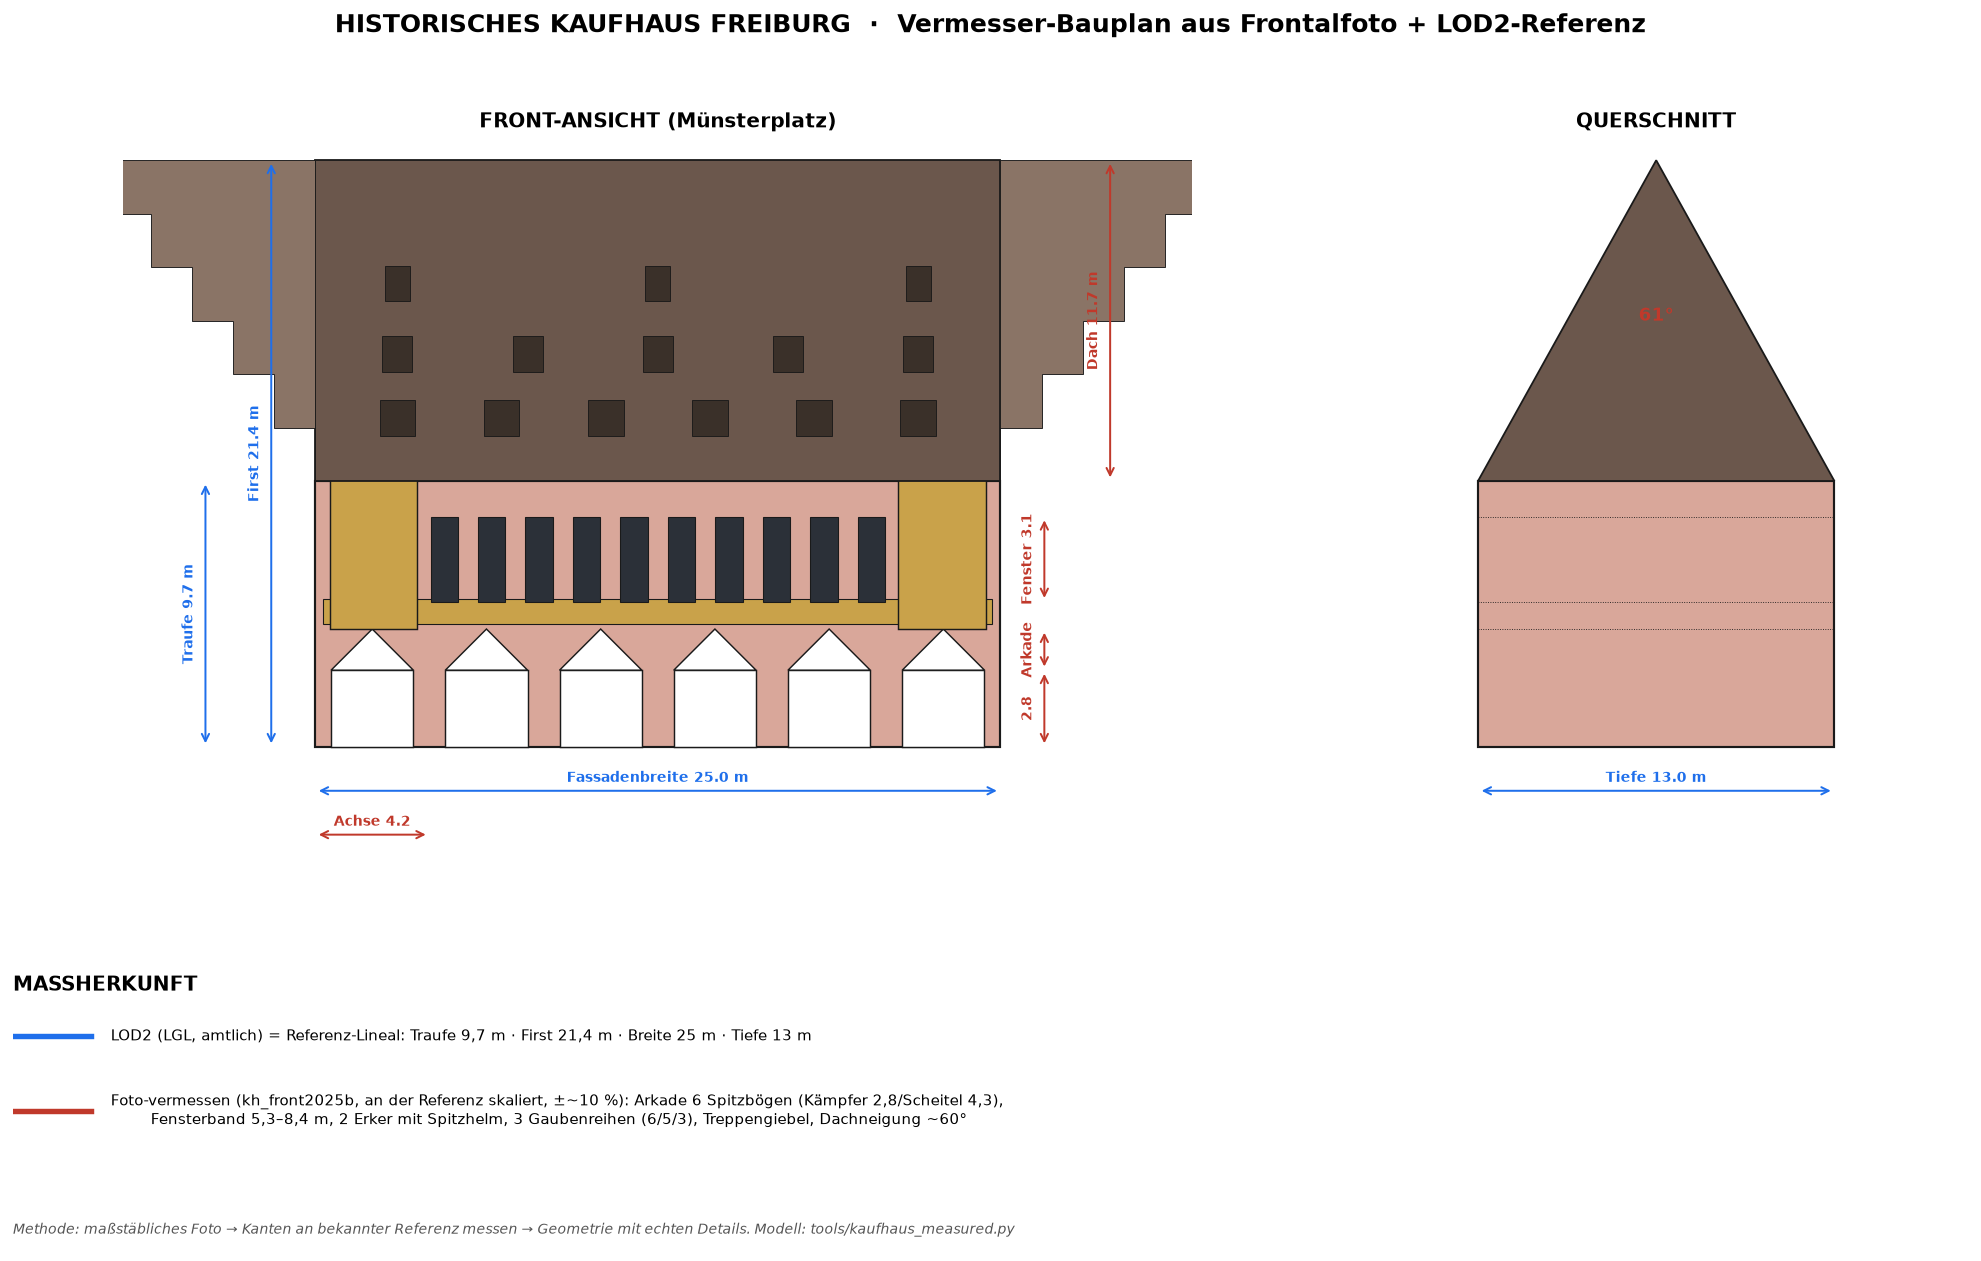 HISTORISCHES KAUFHAUS FREIBURG · Vermesser-Bauplan aus Frontalfoto + LOD2-Referenz
FRONT-ANSICHT (Münsterplatz)
QUERSCHNITT
Traufe 9.7 m
First 21.4 m
Dach 11.7 m
Fenster 3.1
Arkade
2.8
61°
Fassadenbreite 25.0 m
Achse 4.2
Tiefe 13.0 m
MASSHERKUNFT
LOD2 (LGL, amtlich) = Referenz-Lineal: Traufe 9,7 m · First 21,4 m · Breite 25 m · Tiefe 13 m
Foto-vermessen (kh_front2025b, an der Referenz skaliert, ±~10 %): Arkade 6 Spitzbögen (Kämpfer 2,8/Scheitel 4,3),
Fensterband 5,3–8,4 m, 2 Erker mit Spitzhelm, 3 Gaubenreihen (6/5/3), Treppengiebel, Dachneigung ~60°
Methode: maßstäbliches Foto → Kanten an bekannter Referenz messen → Geometrie mit echten Details. Modell: tools/kaufhaus_measured.py